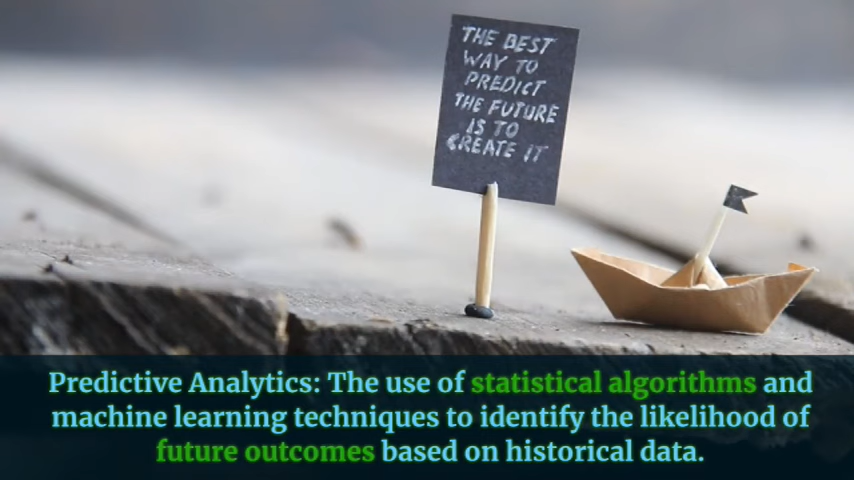 THE BEST
WAY TO
PREDICT
THE FUTURE
IS TO
CREATE IT
Predictive Analytics: The use of statistical algorithms and
machine learning techniques to identify the likelihood of
future outcomes based on historical data.